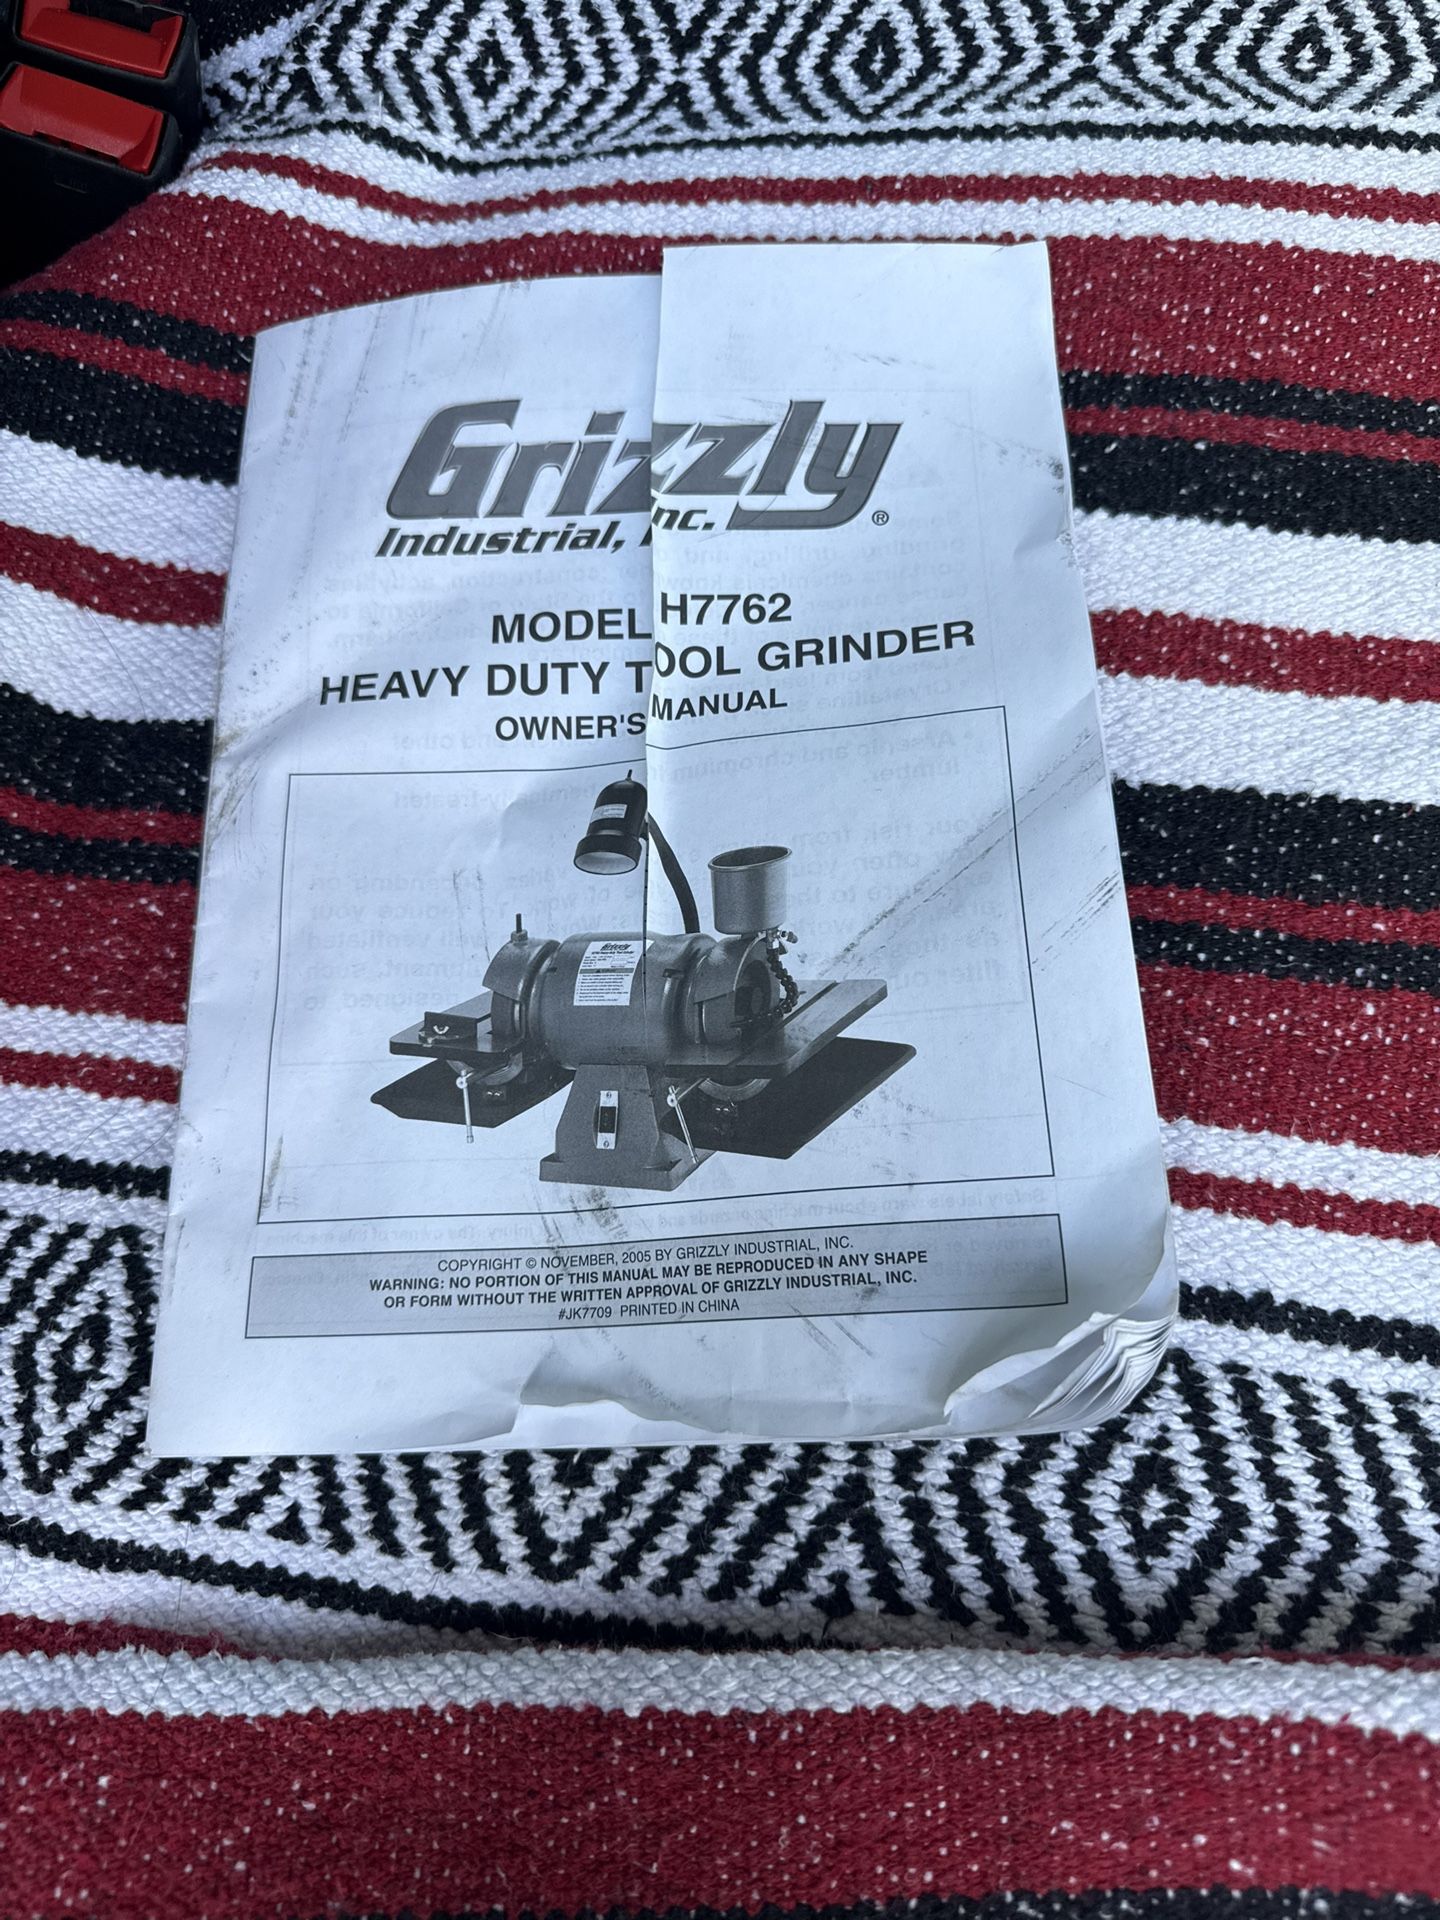 Grizzly
Industrial, Inc. ®
MODEL H7762
HEAVY DUTY TOOL GRINDER
OWNER'S MANUAL
Grizzly
COPYRIGHT © NOVEMBER, 2005 BY GRIZZLY INDUSTRIAL, INC.
WARNING: NO PORTION OF THIS MANUAL MAY BE REPRODUCED IN ANY SHAPE
OR FORM WITHOUT THE WRITTEN APPROVAL OF GRIZZLY INDUSTRIAL, INC.
#JK7709 PRINTED IN CHINA